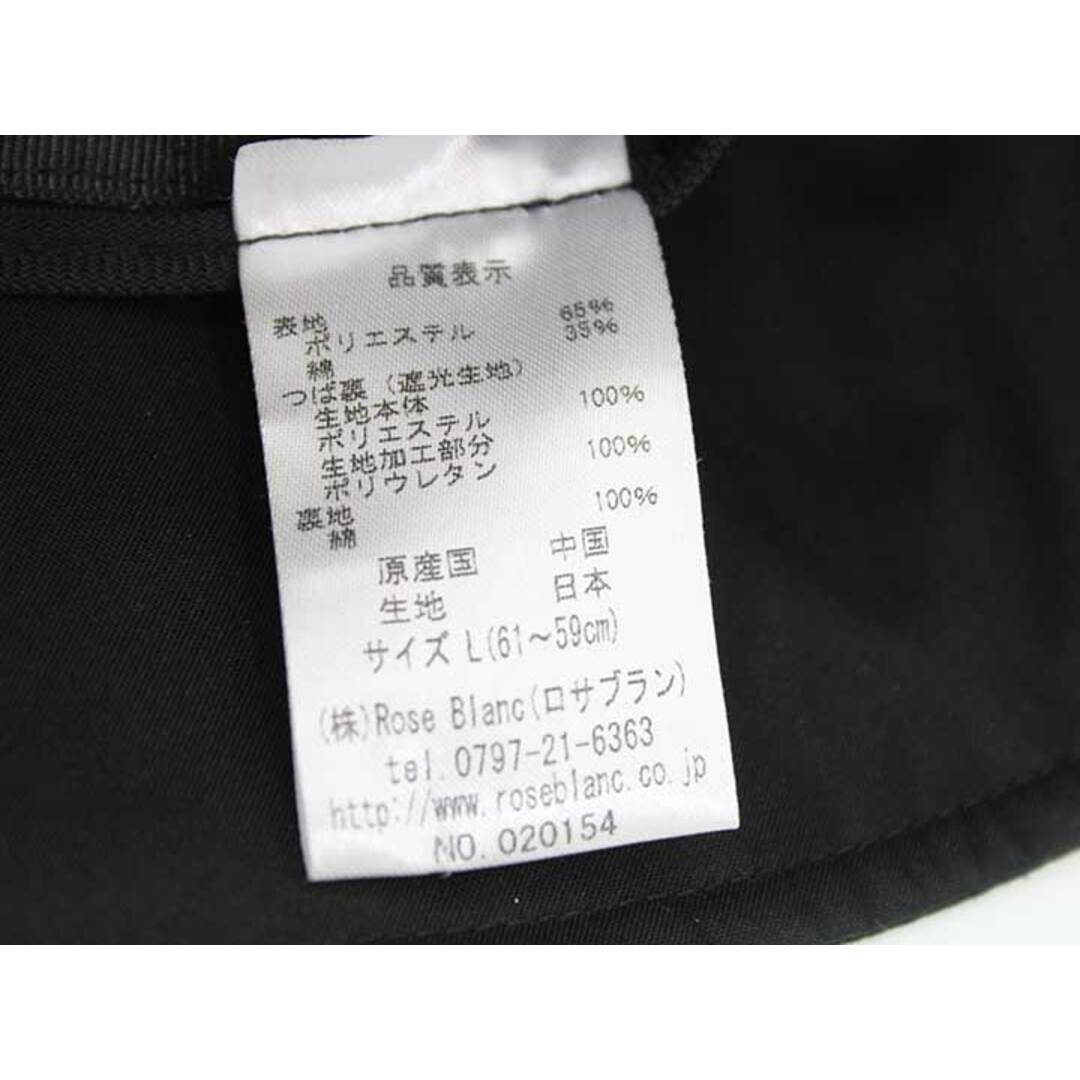 品質表示
表地
ポリエステル 65%
綿 35%
つば裏(遮光生地)
生地本体
ポリエステル 100%
生地加工部分
ポリウレタン 100%
裏地
綿 100%
原産国 中国
生地 日本
サイズ L(61～59cm)
(株)Rose Blanc(ロサブラン)
tel.0797-21-6363
http://www.roseblanc.co.jp
NO.020154